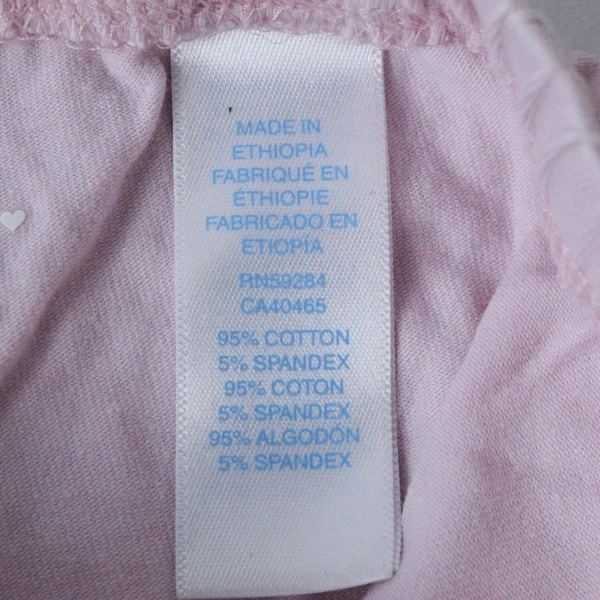 MADE IN
ETHIOPIA
FABRIQUÉ EN
ÉTHIOPIE
FABRICADO EN
ETIOPÍA
RN59284
CA40465
95% COTTON
5% SPANDEX
95% COTON
5% SPANDEX
95% ALGODÓN
5% SPANDEX